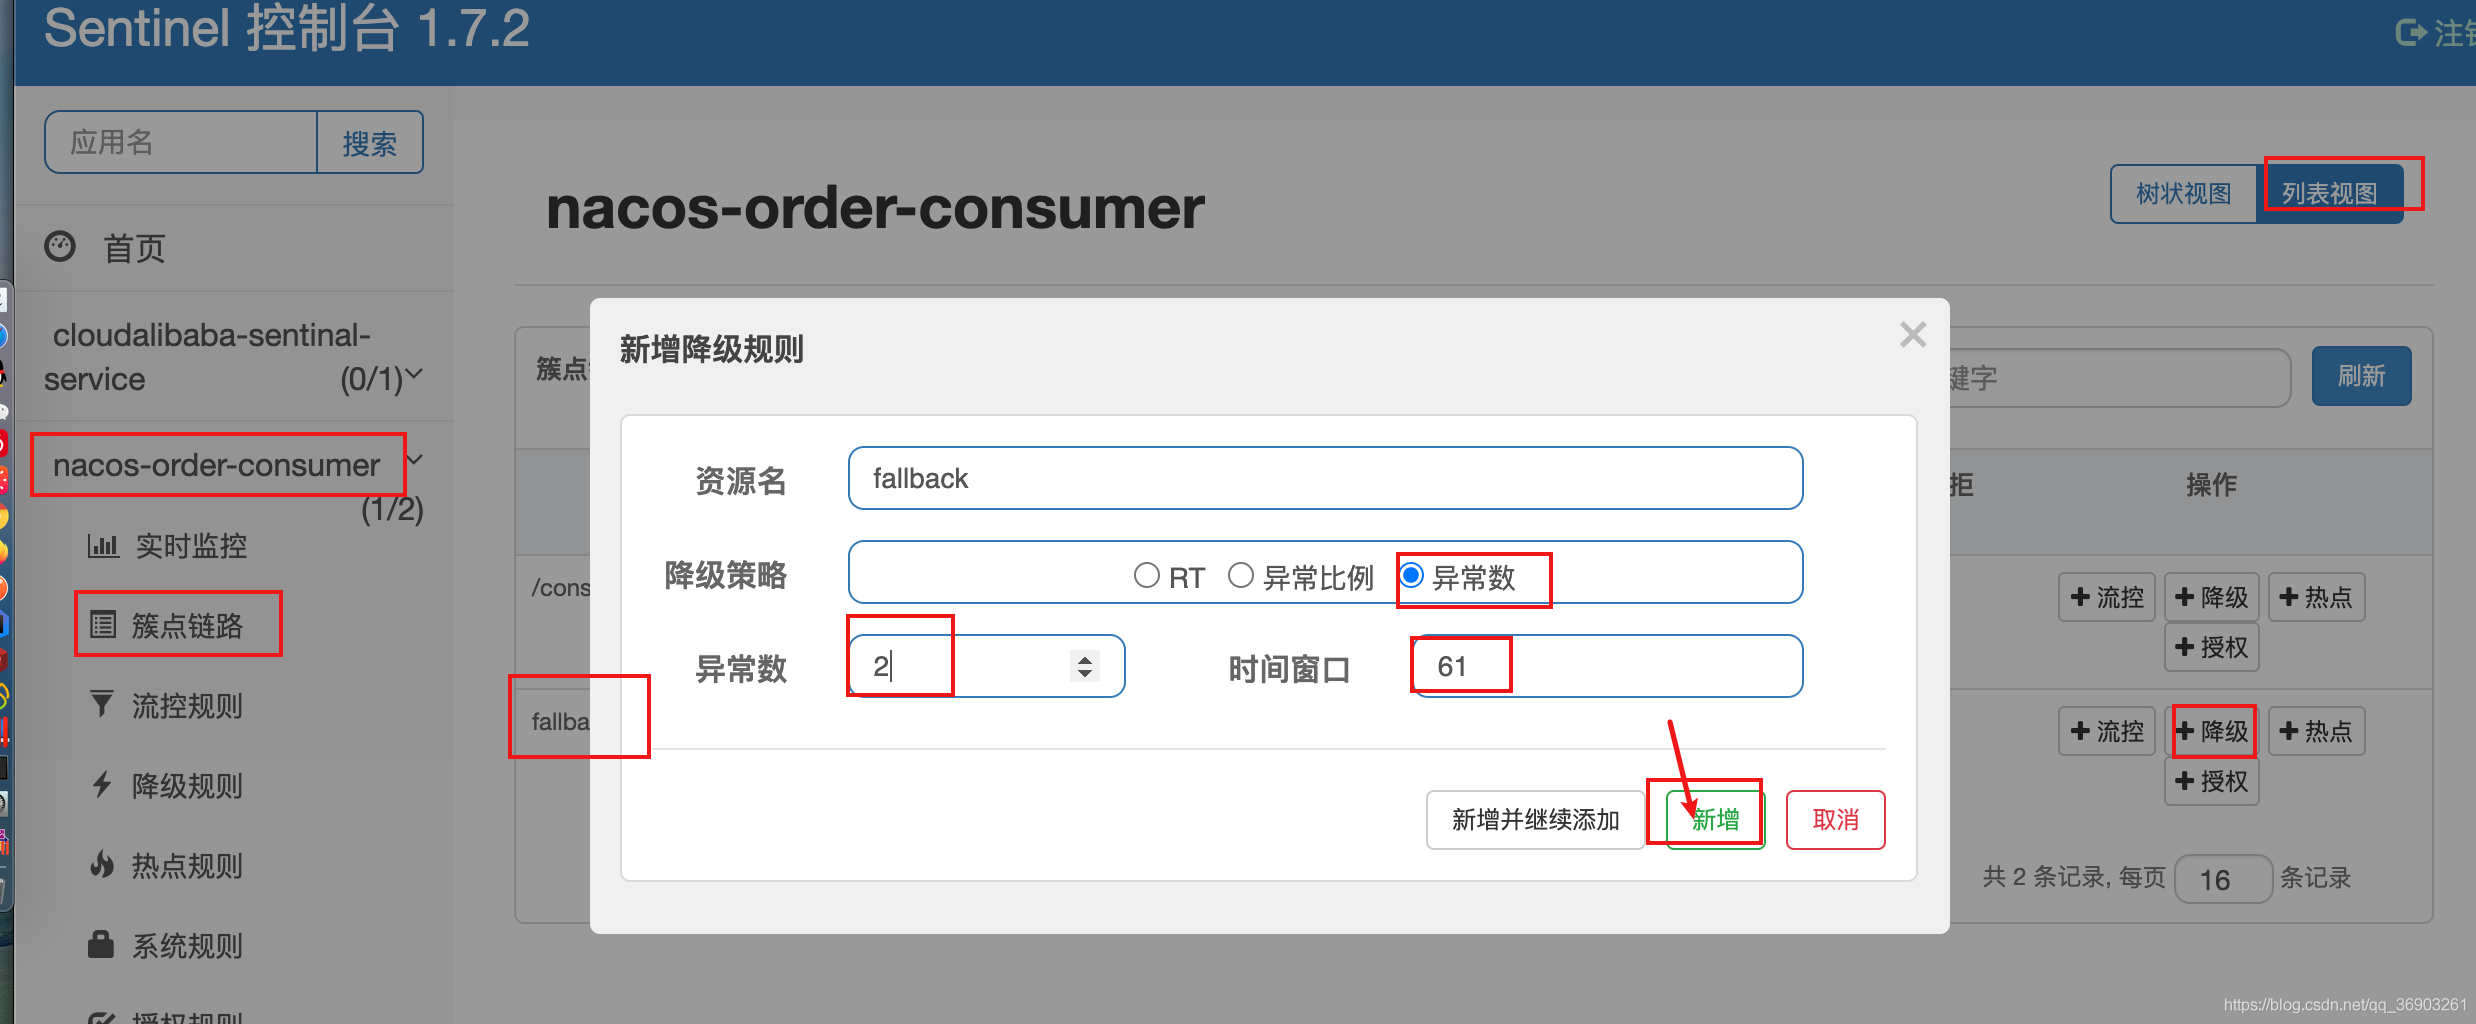 Sentinel 控制台 1.7.2
应用名
搜索
首页
cloudalibaba-sentinal-
service
(0/1)
nacos-order-consumer
(1/2)
实时监控
簇点链路
流控规则
降级规则
热点规则
系统规则
授权规则
nacos-order-consumer
树状视图
列表视图
簇点
键字
刷新
拒
操作
/cons
+ 流控
+ 降级
+ 热点
+ 授权
fallba
+ 流控
+ 降级
+ 热点
+ 授权
共 2 条记录, 每页
16
条记录
新增降级规则
×
资源名
fallback
降级策略
RT
异常比例
异常数
异常数
2
时间窗口
61
新增并继续添加
新增
取消
https://blog.csdn.net/qq_36903261